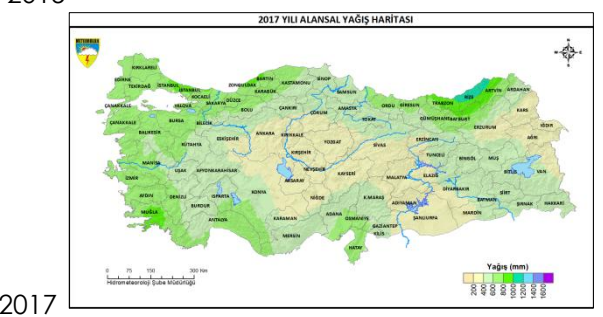 2017 YILI ALANSAL YAĞIŞ HARİTASI
KIRKLARELİ
EDİRNE
TEKİRDAĞ
İSTANBUL
İSTANBUL
KOCAELİ
YALOVA
SAKARYA
DÜZCE
ZONGULDAK
BARTIN
KARABÜK
KASTAMONU
SİNOP
SAMSUN
BOLU
ÇANKIRI
ÇORUM
AMASYA
ORDU
GİRESUN
TRABZON
RİZE
ARTVİN
ARDAHAN
KARS
ÇANAKKALE
ÇANAKKALE
BURSA
BİLECİK
BALIKESİR
ESKİŞEHİR
ANKARA
KIRIKKALE
TOKAT
SİVAS
GÜMÜŞHANE
BAYBURT
ERZURUM
IĞDIR
AĞRI
KÜTAHYA
YOZGAT
KIRŞEHİR
ERZİNCAN
TUNCELİ
BİNGÖL
MUŞ
MANİSA
İZMİR
UŞAK
AFYONKARAHİSAR
AKSARAY
NEVŞEHİR
KAYSERİ
MALATYA
ELAZIĞ
DİYARBAKIR
BİTLİS
VAN
AYDIN
DENİZLİ
ISPARTA
KONYA
NİĞDE
K.MARAŞ
ADIYAMAN
BATMAN
SİİRT
ŞIRNAK
HAKKARİ
MUĞLA
BURDUR
ANTALYA
KARAMAN
ADANA
OSMANİYE
GAZİANTEP
KİLİS
ŞANLIURFA
MARDİN
MERSİN
HATAY
Yağış (mm)
200 400 600 800 1000 1200 1400 1600
0 75 150 300 Km
Hidrometeoroloji Şube Müdürlüğü
2017